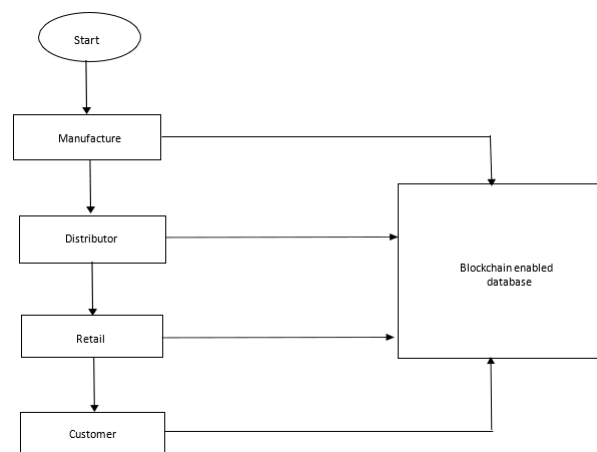 Start
Manufacture
Distributor
Blockchain enabled
database
Retail
Customer